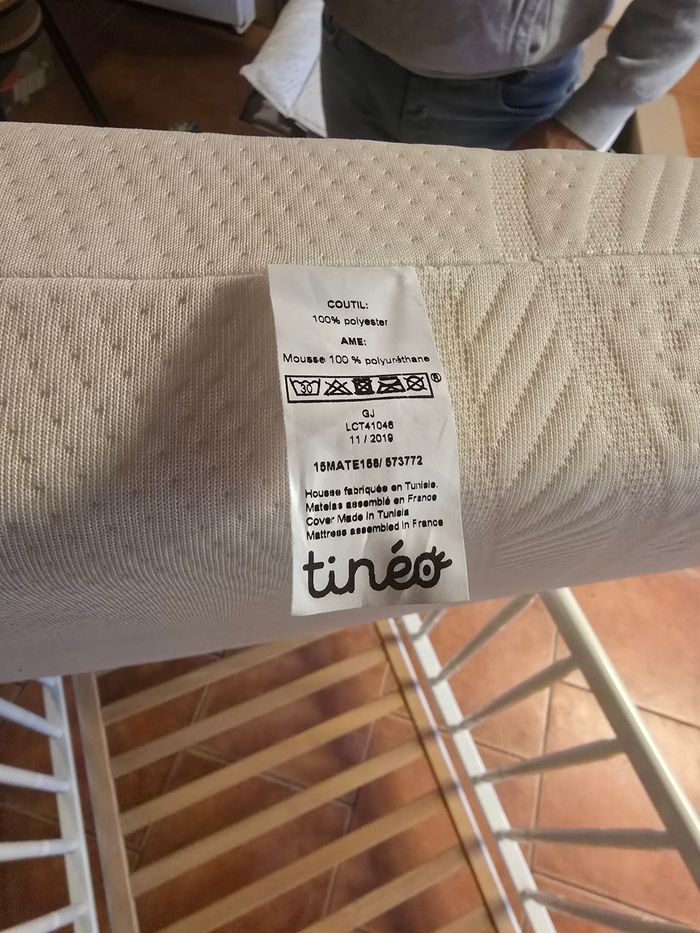 COUTIL:
100% polyester
AME:
Mousse 100 % polyuréthane
30 ®
GJ
LCT41046
11 / 2019
15MATE156/ 573772
Housse fabriquée en Tunisie.
Matelas assemblé en France
Cover Made in Tunisia
Mattress assembled in France
tinéo